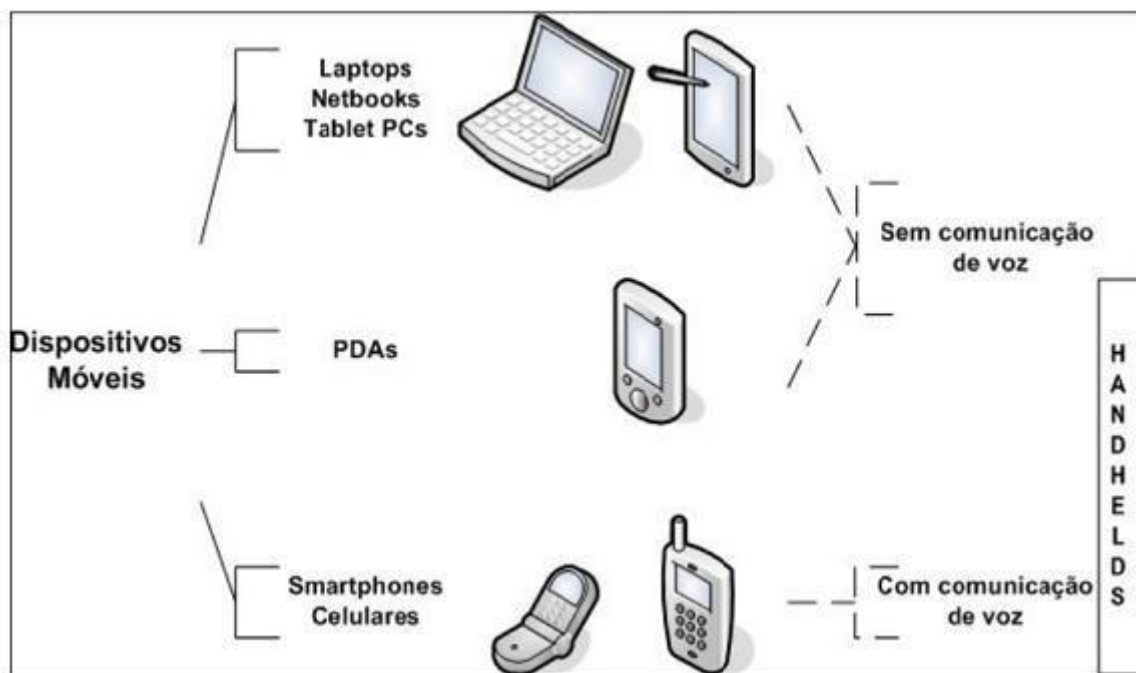 Laptops
Netbooks
Tablet PCs
Sem comunicação
de voz
Dispositivos
Móveis
PDAs
Smartphones
Celulares
Com comunicação
de voz
H
A
N
D
H
E
L
D
S